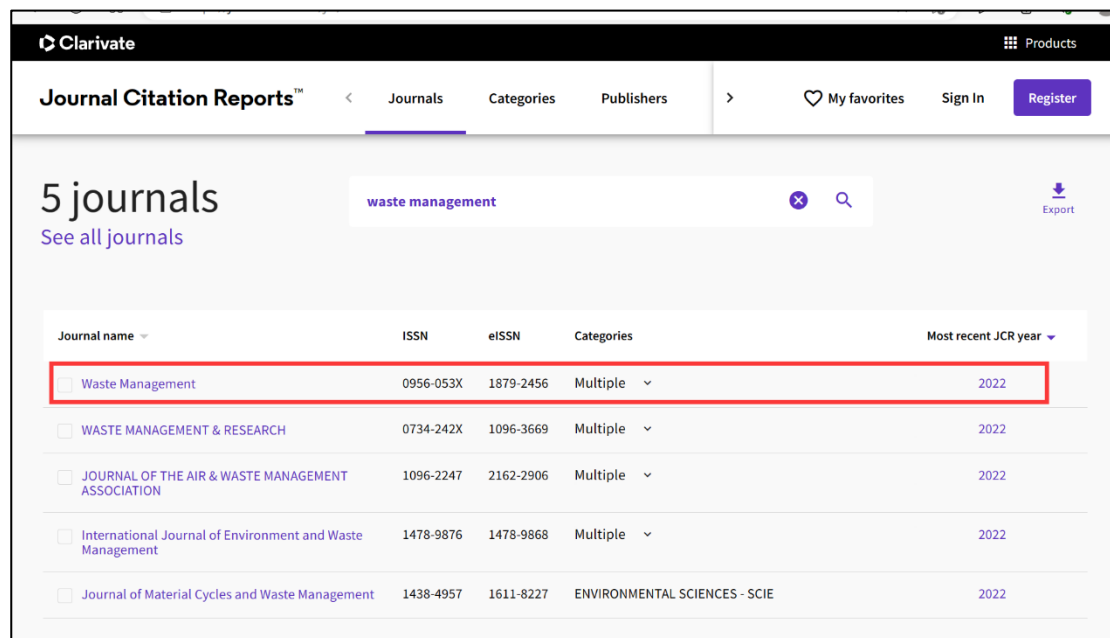 Clarivate
Products
Journal Citation Reports™
Journals
Categories
Publishers
My favorites
Sign In
Register
5 journals
See all journals
waste management
Export
Journal name
ISSN
eISSN
Categories
Most recent JCR year
Waste Management 0956-053X 1879-2456 Multiple 2022
WASTE MANAGEMENT & RESEARCH 0734-242X 1096-3669 Multiple 2022
JOURNAL OF THE AIR & WASTE MANAGEMENT
ASSOCIATION
1096-2247 2162-2906 Multiple 2022
International Journal of Environment and Waste
Management
1478-9876 1478-9868 Multiple 2022
Journal of Material Cycles and Waste Management 1438-4957 1611-8227 ENVIRONMENTAL SCIENCES - SCIE 2022